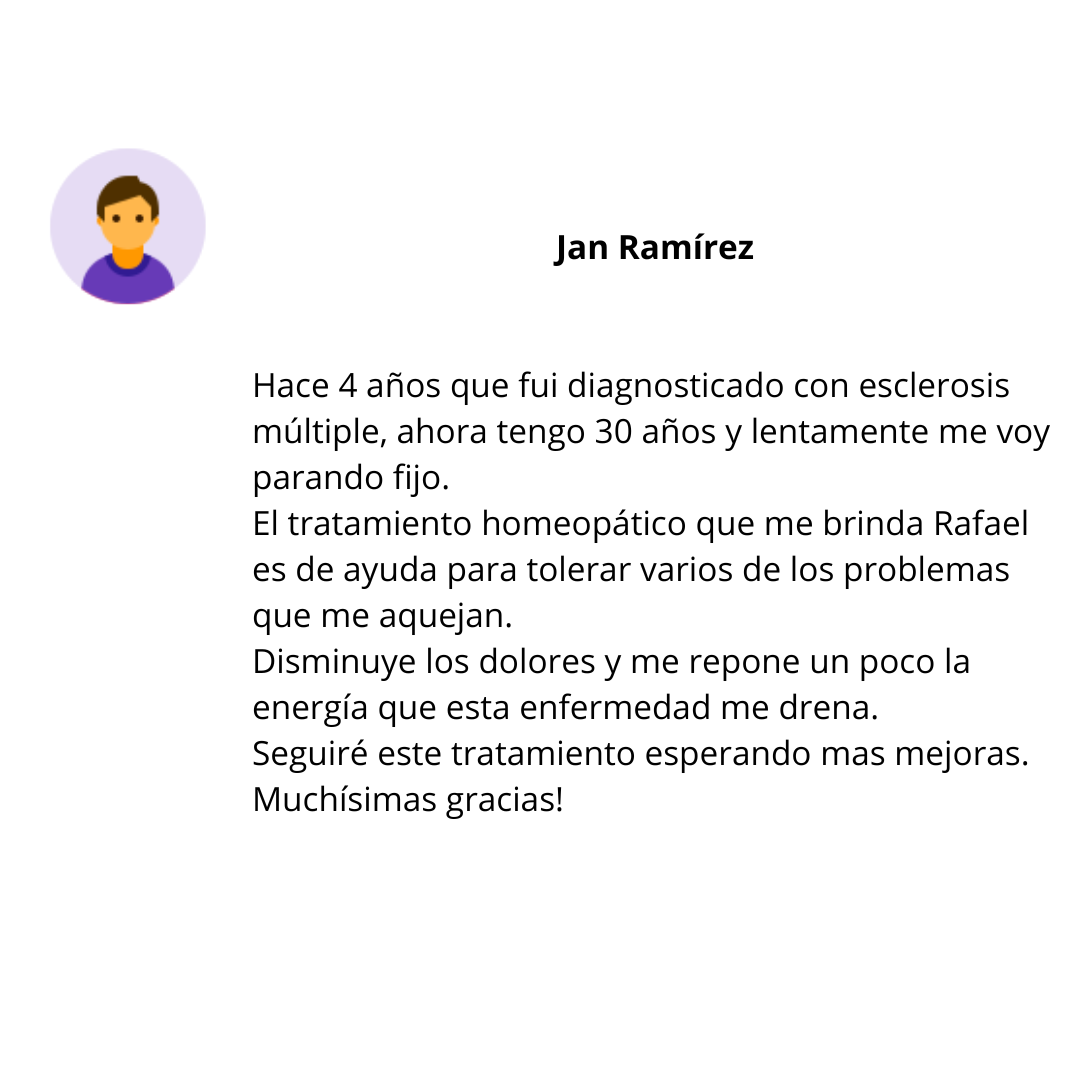 Jan Ramírez
Hace 4 años que fui diagnosticado con esclerosis
múltiple, ahora tengo 30 años y lentamente me voy
parando fijo.
El tratamiento homeopático que me brinda Rafael
es de ayuda para tolerar varios de los problemas
que me aquejan.
Disminuye los dolores y me repone un poco la
energía que esta enfermedad me drena.
Seguiré este tratamiento esperando mas mejoras.
Muchísimas gracias!